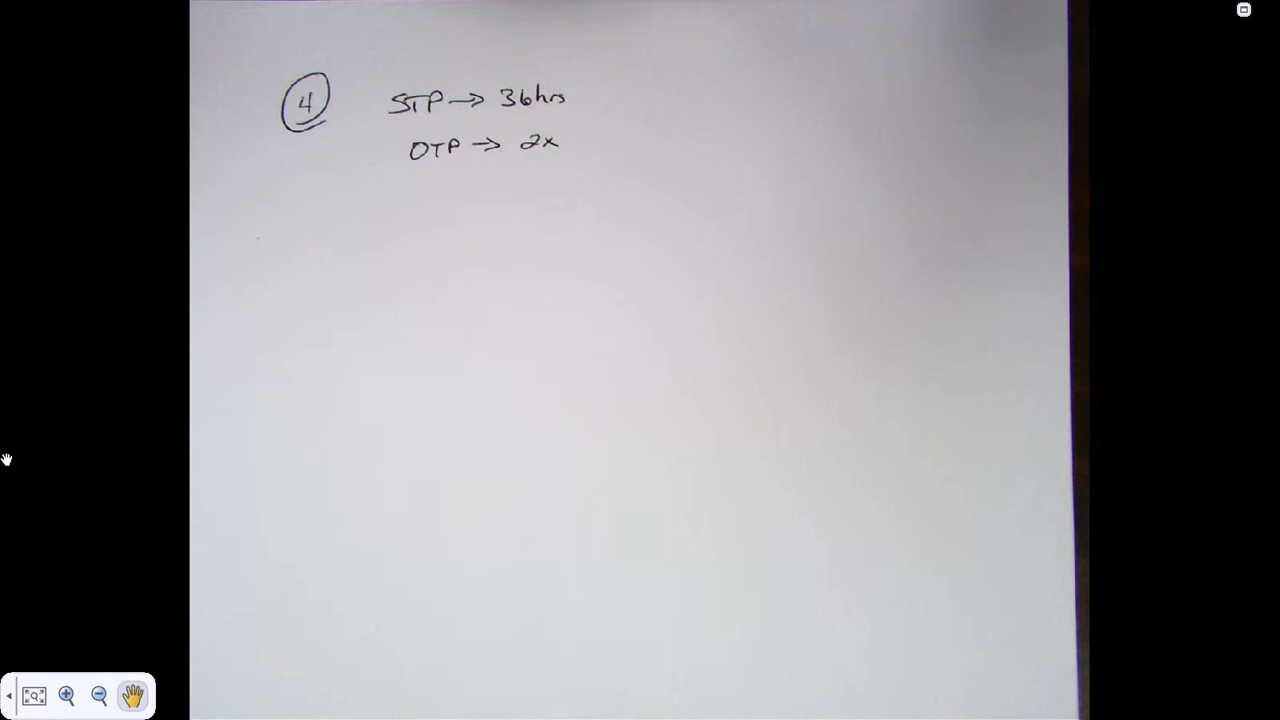 4 STP → 36hrs
OTP → 2x